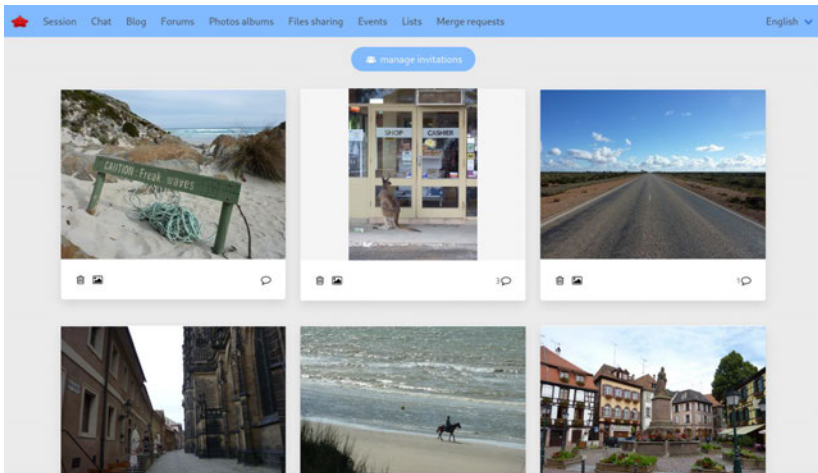 Session Chat Blog Forums Photos albums Files sharing Events Lists Merge requests English
manage invitations
CAUTION: Freak waves
SHOP CASHIER
3
1